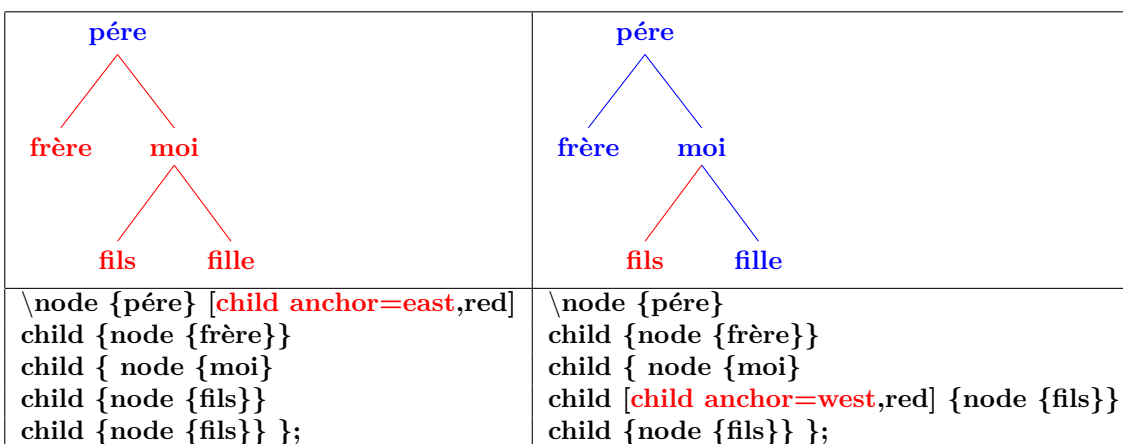 pére
frère moi
fils fille
\node {pére} [child anchor=east,red]
child {node {frère}}
child { node {moi}
child {node {fils}}
child {node {fils}} };
pére
frère moi
fils fille
\node {pére}
child {node {frère}}
child { node {moi}
child [child anchor=west,red] {node {fils}}
child {node {fils}} };